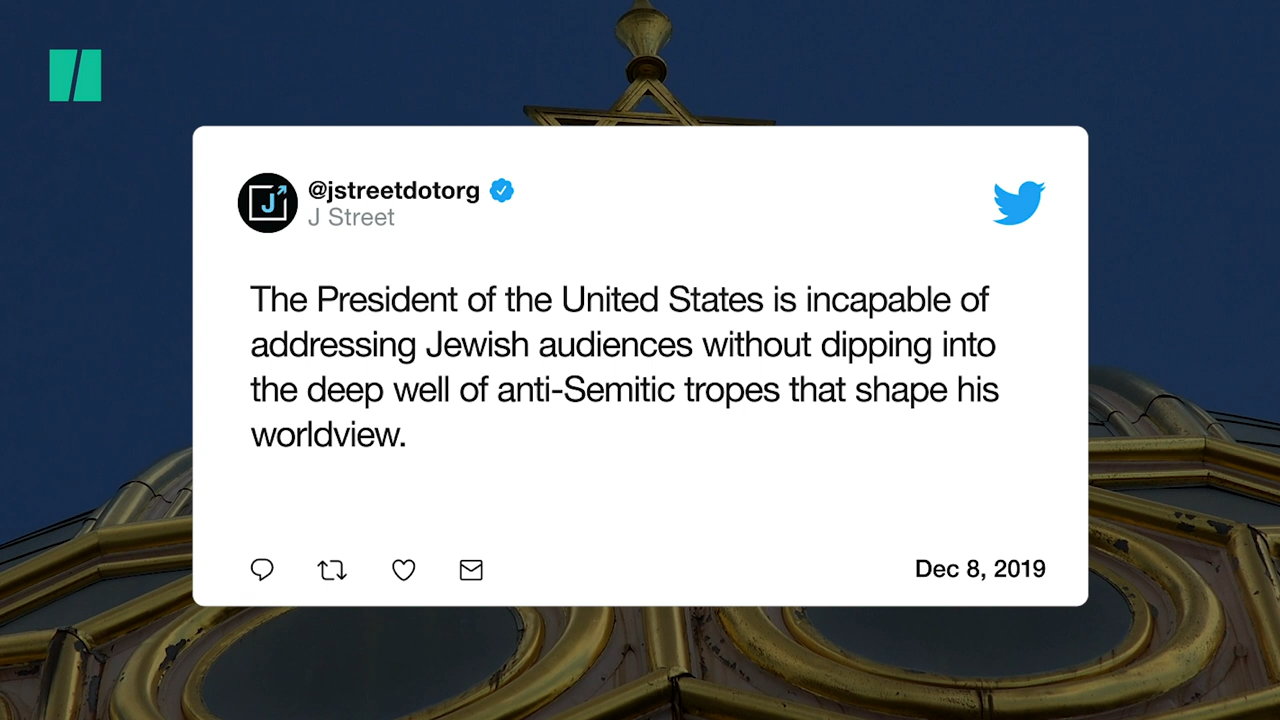 @jstreetdotorg
J Street
The President of the United States is incapable of
addressing Jewish audiences without dipping into
the deep well of anti-Semitic tropes that shape his
worldview.
Dec 8, 2019